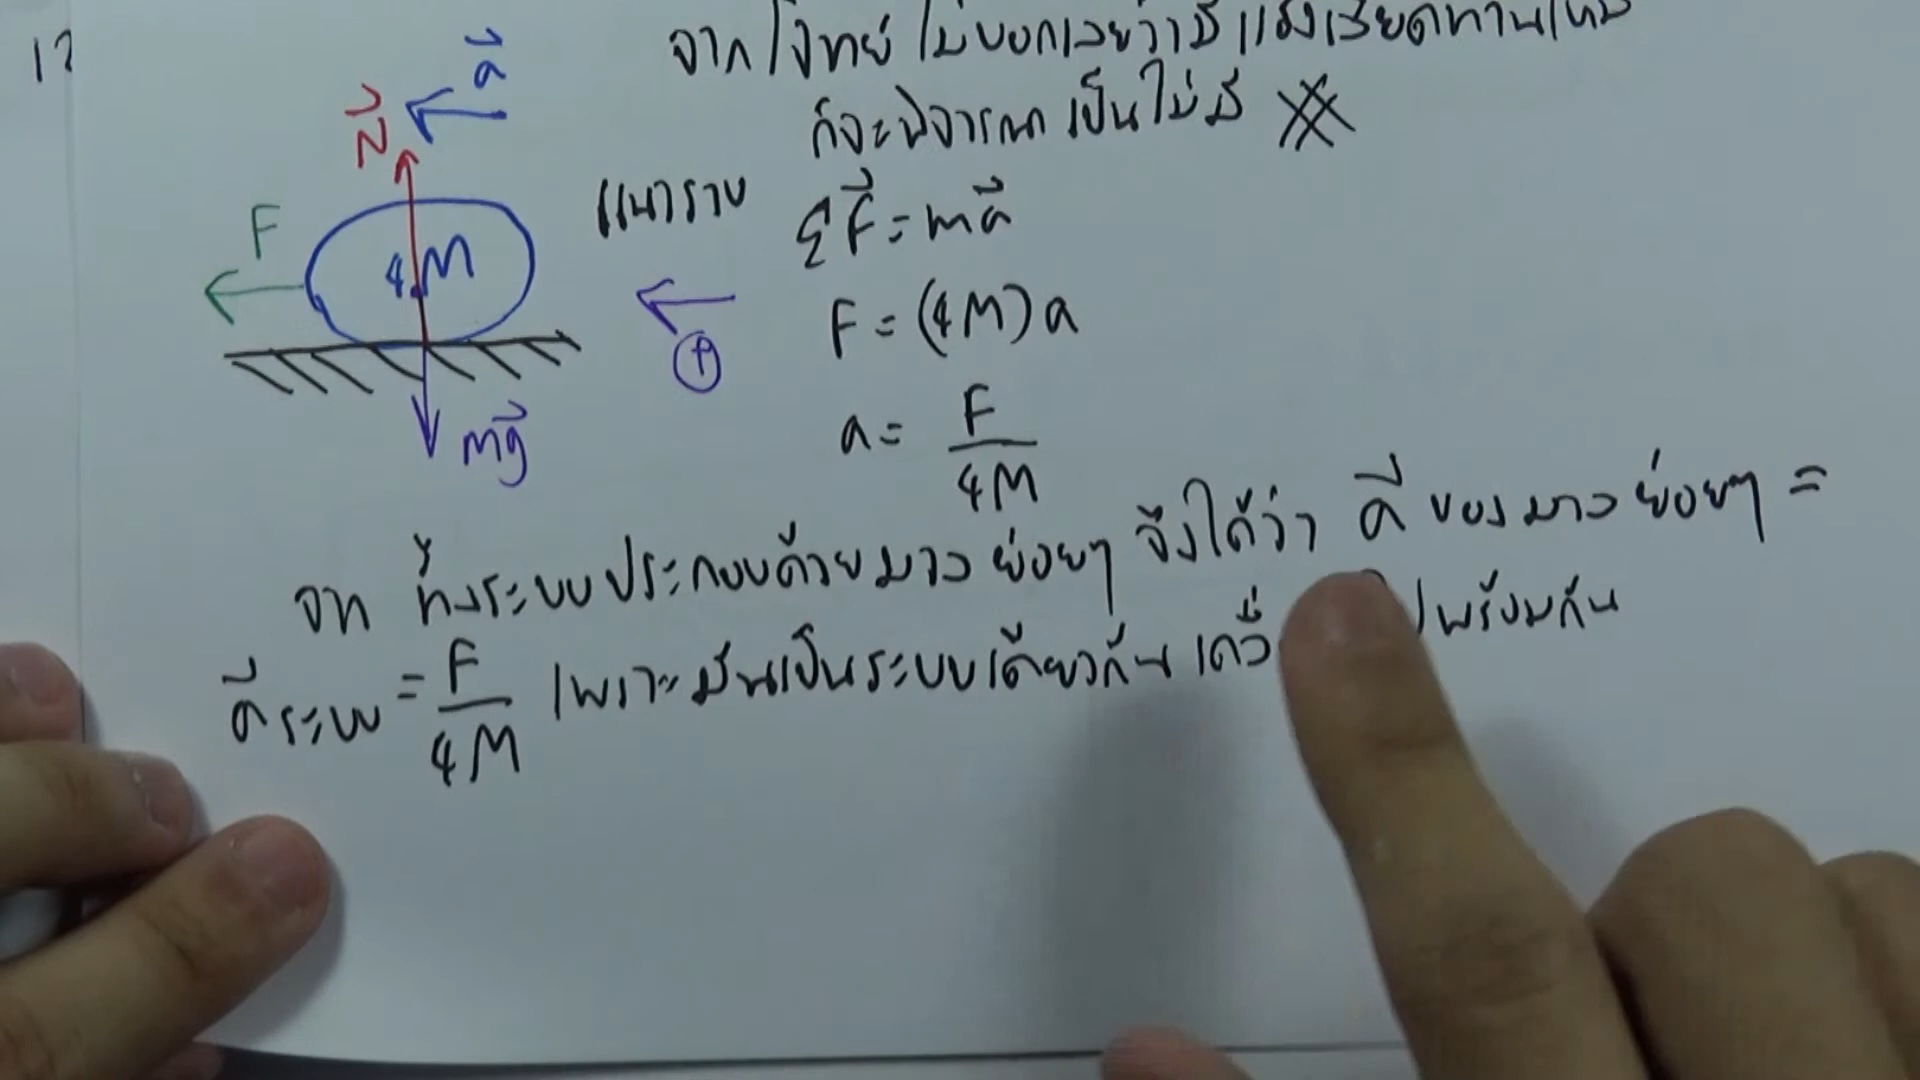 12
จากโจทย์ ไม่บอกเลยว่ามี แรงเสียดทานไหม
ก็จะพิจารณาเป็นไม่มี
a
N
F
4M
mg
แนวราบ
ΣF = ma
+
F = (4M)a
a = F/4M
จาก ทั้งระบบประกอบด้วยมวลย่อยๆ จึงได้ว่า a ของมวลย่อยๆ =
a ระบบ = F/4M เพราะมันเป็นระบบเดียวกัน พร้อมกัน